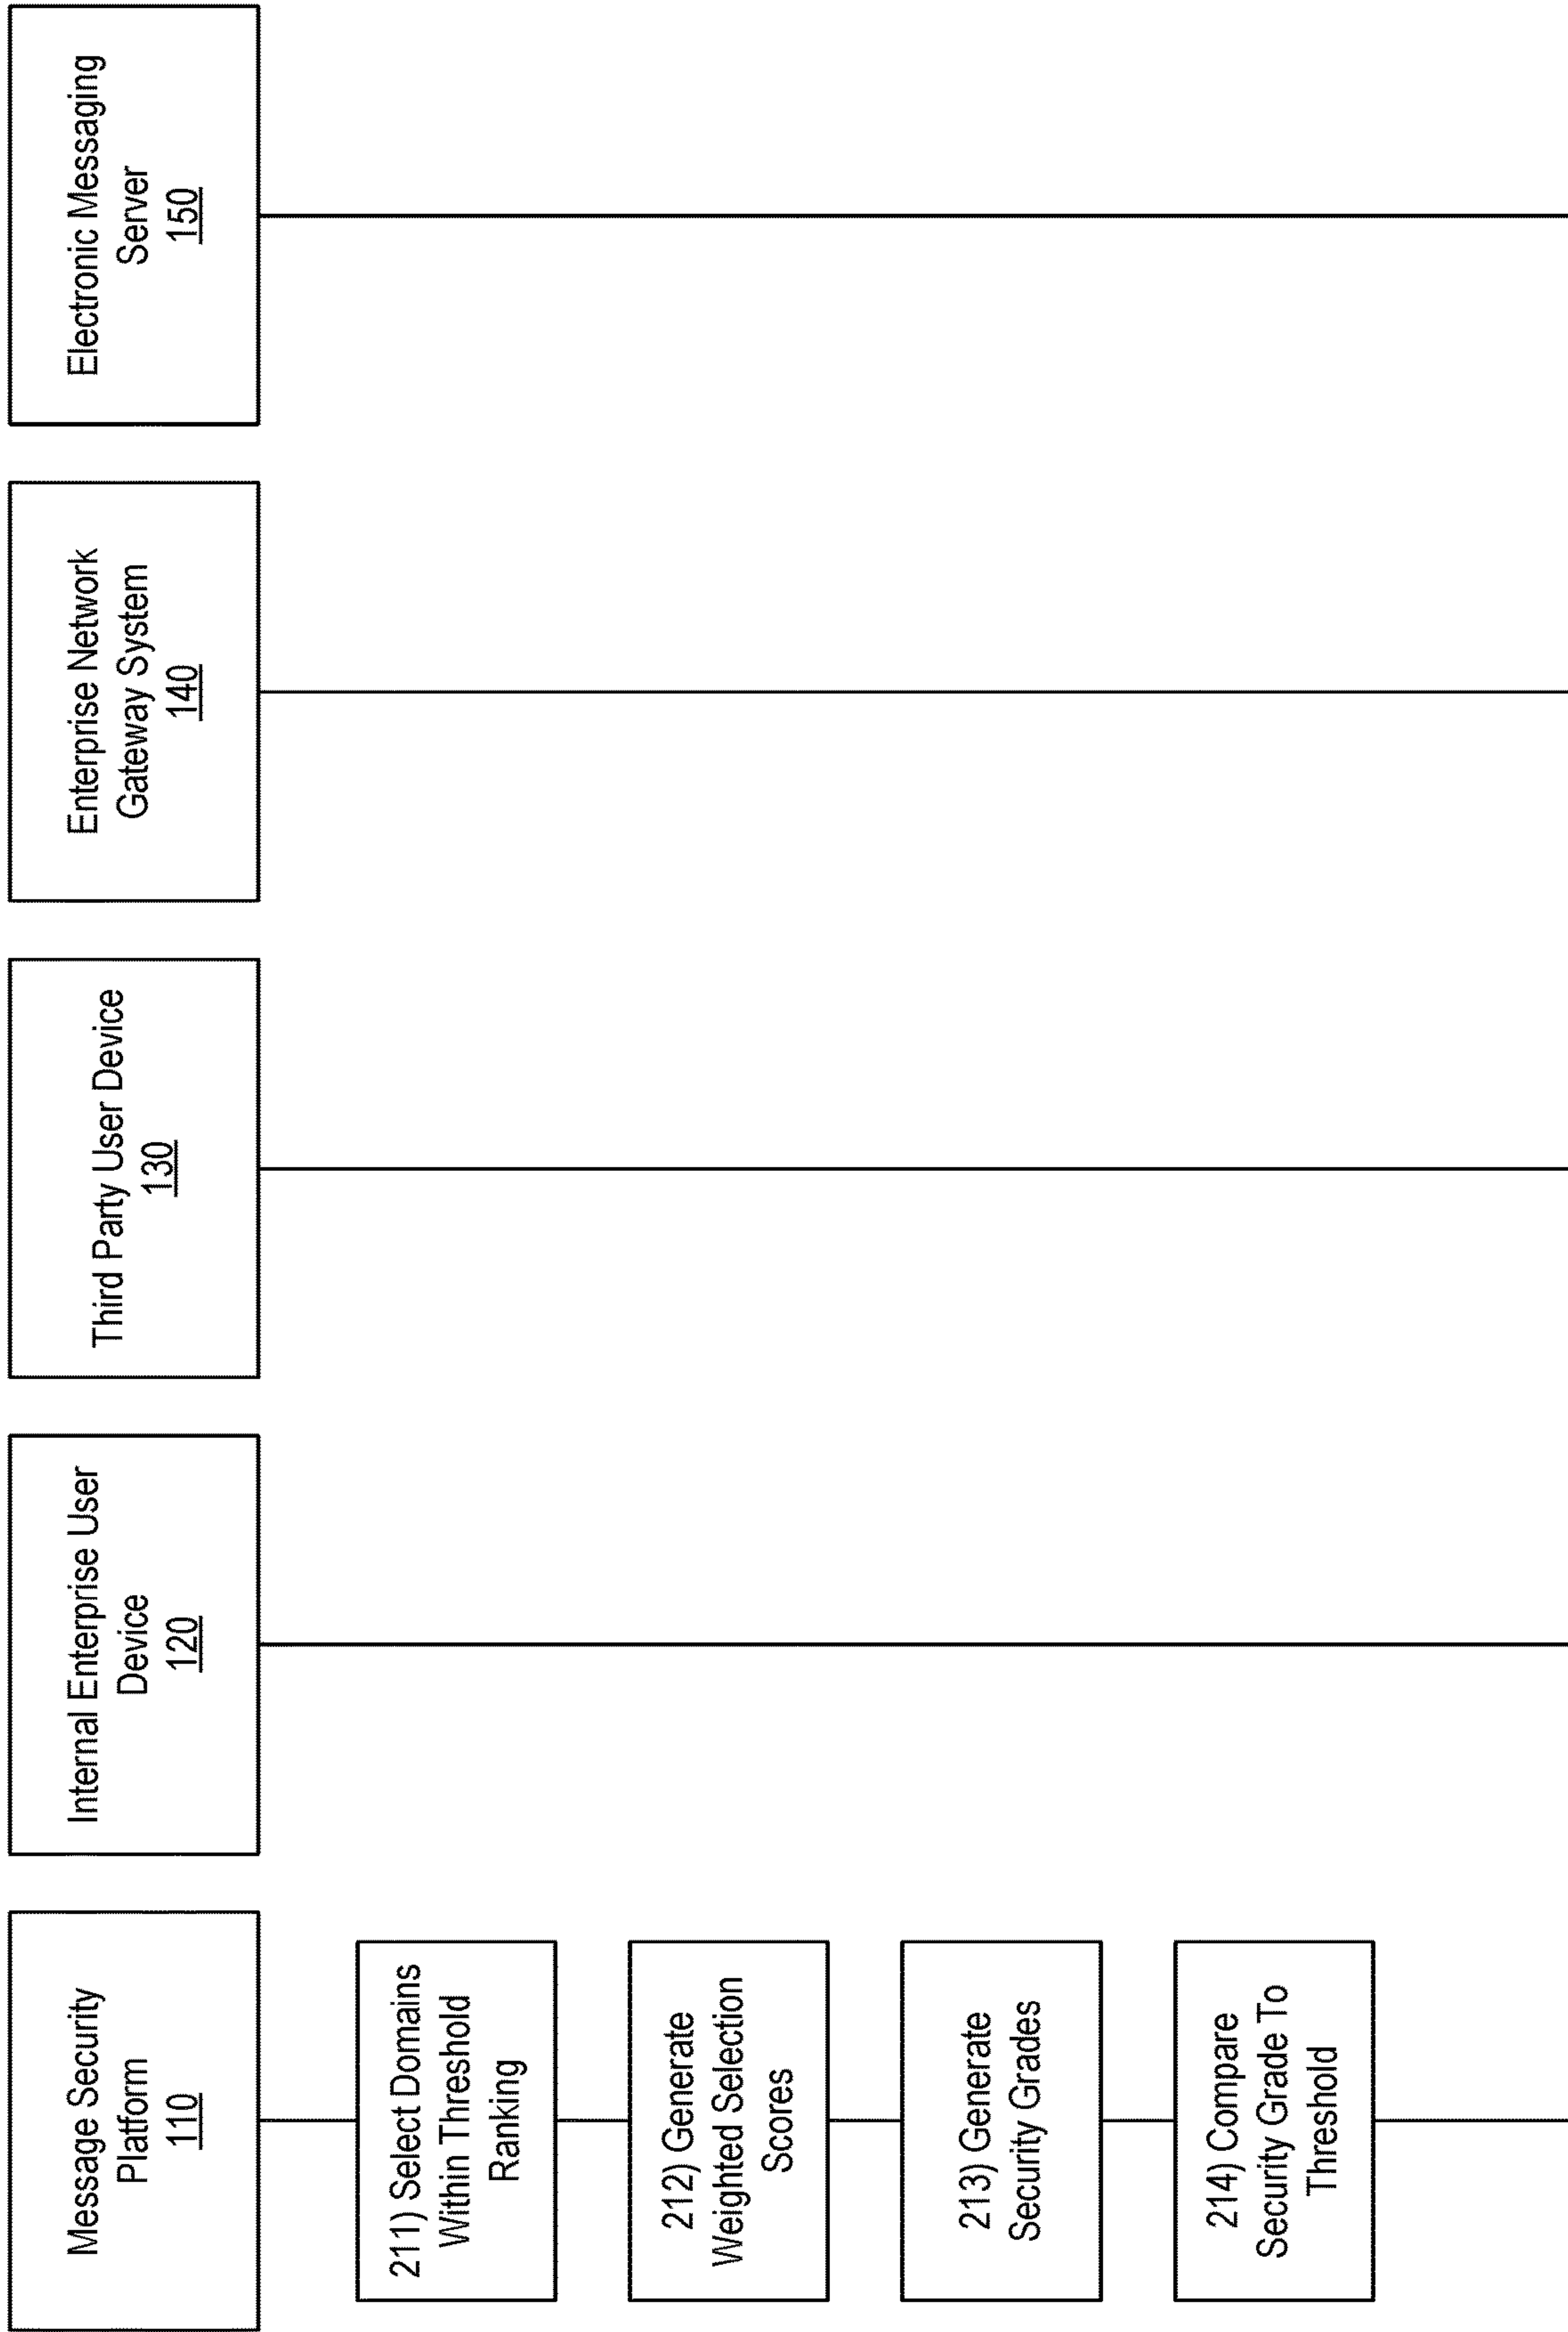 Message Security
Platform
110
Internal Enterprise User
Device
120
Third Party User Device
130
Enterprise Network
Gateway System
140
Electronic Messaging
Server
150
211) Select Domains
Within Threshold
Ranking
212) Generate
Weighted Selection
Scores
213) Generate
Security Grades
214) Compare
Security Grade To
Threshold